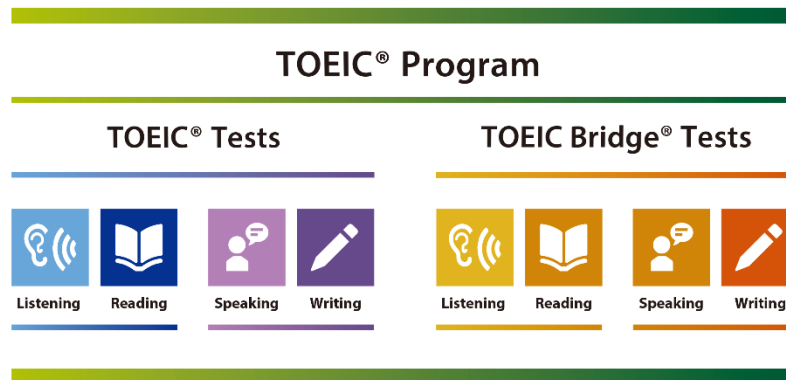 TOEIC® Program
TOEIC® Tests
Listening
Reading
Speaking
Writing
TOEIC Bridge® Tests
Listening
Reading
Speaking
Writing